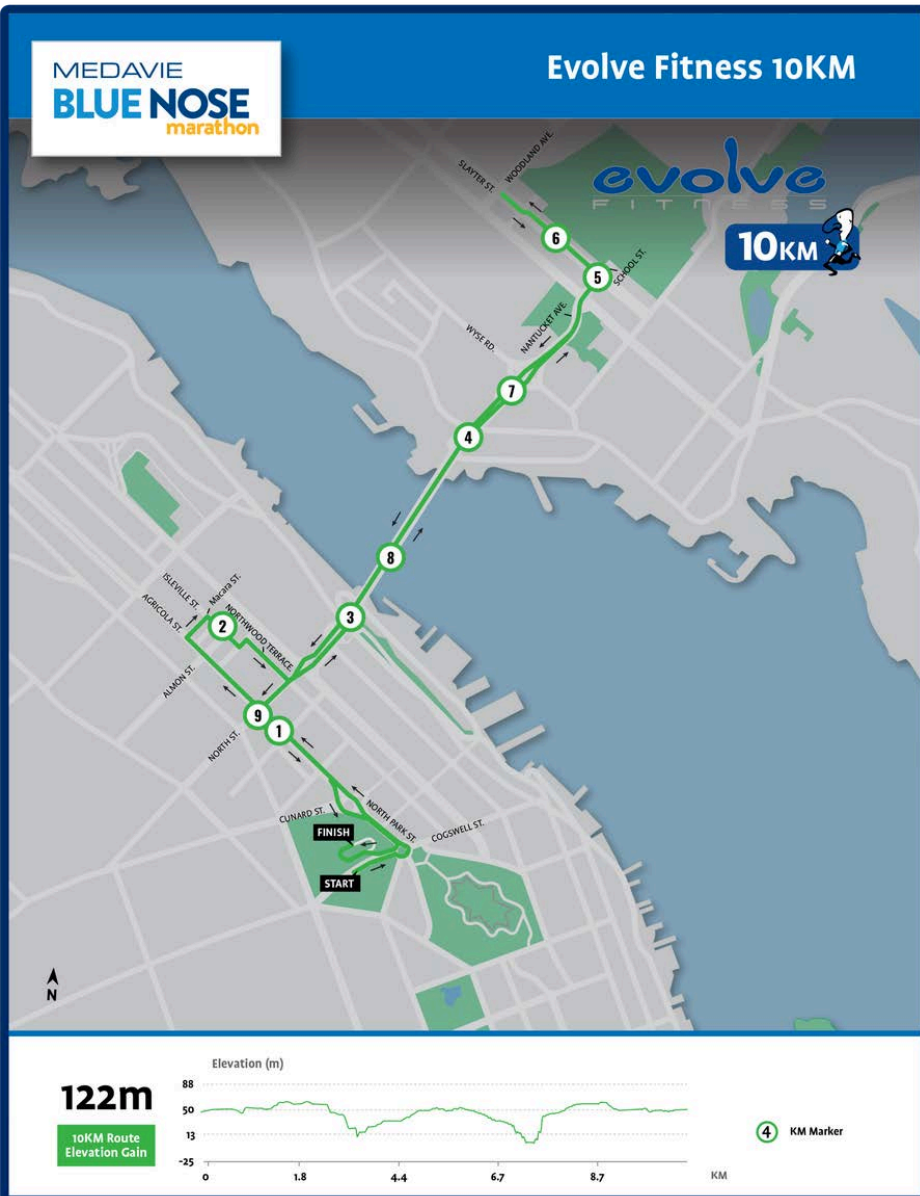 MEDAVIE
BLUE NOSE
marathon
Evolve Fitness 10KM
evolve
FITNESS
10KM
SLAYTER ST.
WOODLAND AVE.
6
5
SCHOOL ST.
NANTUCKET AVE.
WYSE RD.
7
4
8
3
ISLEVILLE ST.
Macara ST.
AGRICOLA ST.
2
NORTHWOOD TERRACE.
ALMON ST.
9
1
NORTH ST.
CUNARD ST.
NORTH PARK ST.
COGSWELL ST.
FINISH
START
N
122m
10KM Route
Elevation Gain
Elevation (m)
88
50
13
-25
0
1.8
4.4
6.7
8.7
KM
4 KM Marker